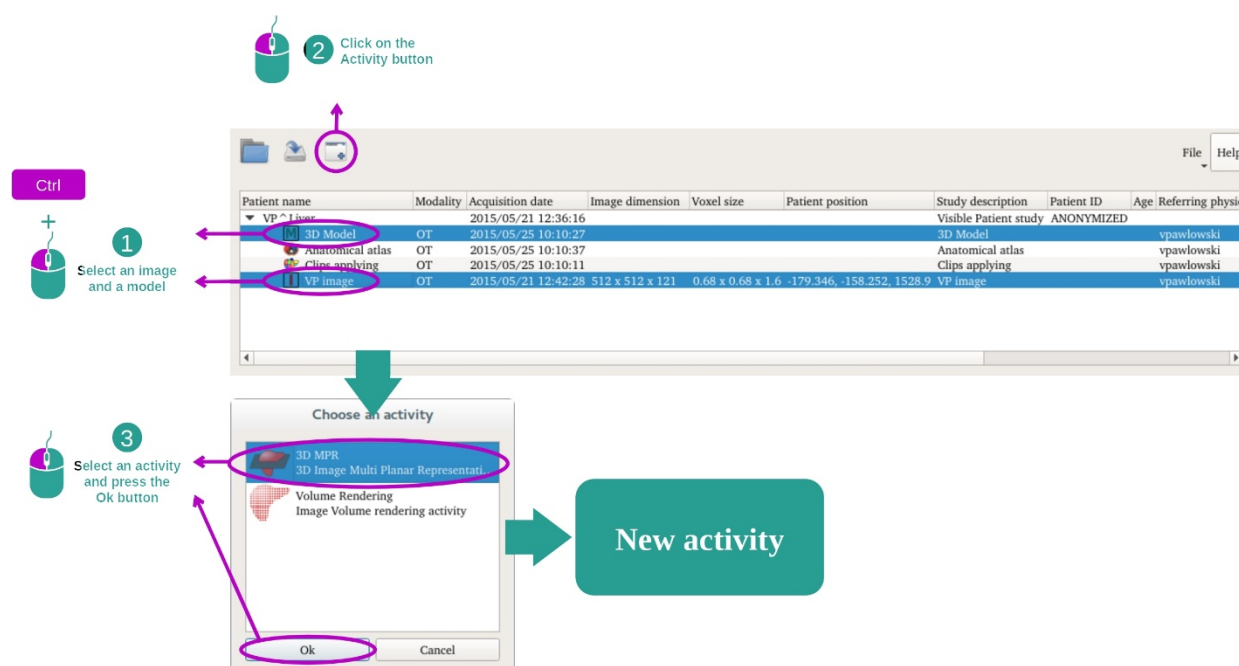 2 Click on the
Activity button
File Help
Ctrl
+
1
Select an image
and a model
Patient name Modality Acquisition date Image dimension Voxel size Patient position Study description Patient ID Age Referring
VP^Liver 2015/05/21 12:36:16 Visible Patient study ANONYMIZED
M 3D Model OT 2015/05/25 10:10:27 3D Model vpawlowski
Anatomical atlas OT 2015/05/25 10:10:37 Anatomical atlas vpawlowski
Clips applying OT 2015/05/25 10:10:11 Clips applying vpawlowski
I VP image OT 2015/05/21 12:42:28 512 x 512 x 121 0.68 x 0.68 x 1.6 -179.346, -158.252, 1528.9 VP image vpawlowski
Choose an activity
3
Select an activity
and press the
Ok button
3D MPR
3D Image Multi Planar Representati..
Volume Rendering
Image Volume rendering activity
New activity
Ok Cancel